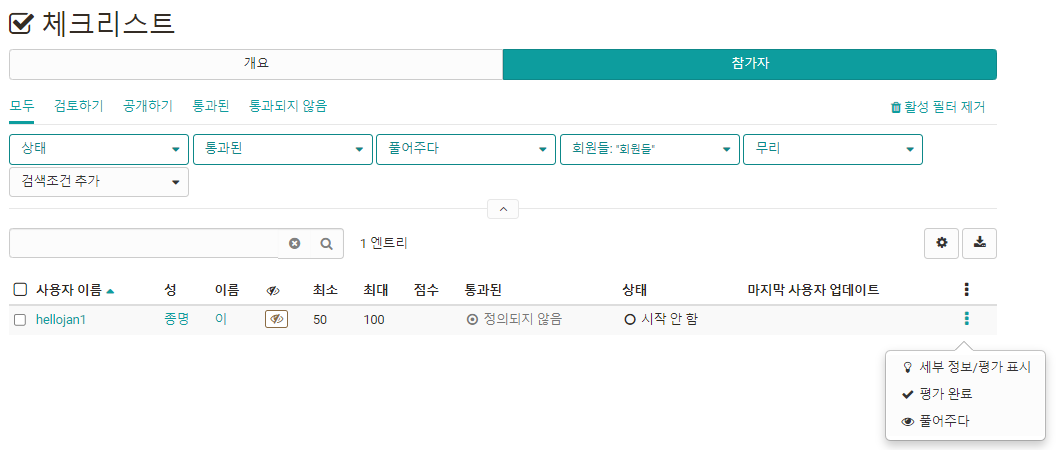 체크리스트
개요 참가자
모두 검토하기 공개하기 통과된 통과되지 않음 활성 필터 제거
상태 통과된 풀어주다 회원들: "회원들" 무리
검색조건 추가
1 엔트리
사용자 이름 성 이름 최소 최대 점수 통과된 상태 마지막 사용자 업데이트
hellojan1 종명 이 50 100 정의되지 않음 시작 안 함
세부 정보/평가 표시
평가 완료
풀어주다